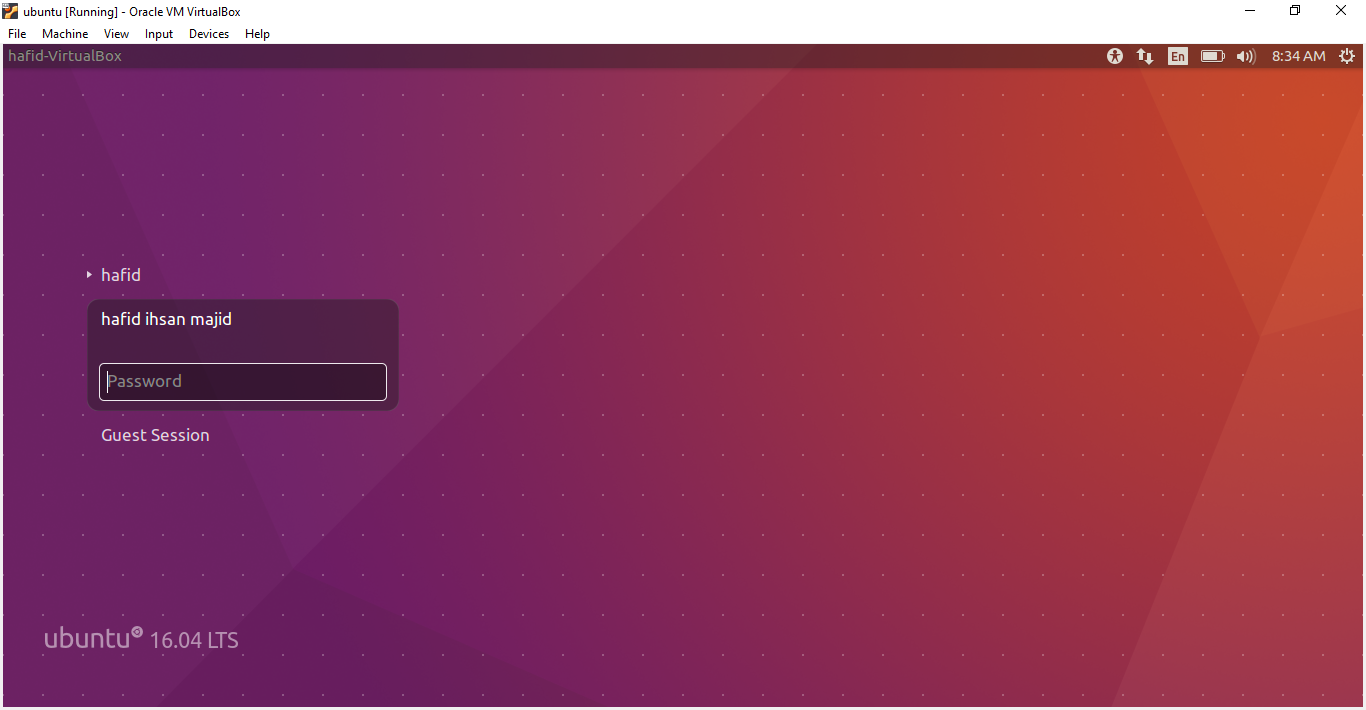 ubuntu [Running] - Oracle VM VirtualBox
File Machine View Input Devices Help
hafid-VirtualBox En 8:34 AM
hafid
hafid ihsan majid
Password
Guest Session
ubuntu 16.04 LTS